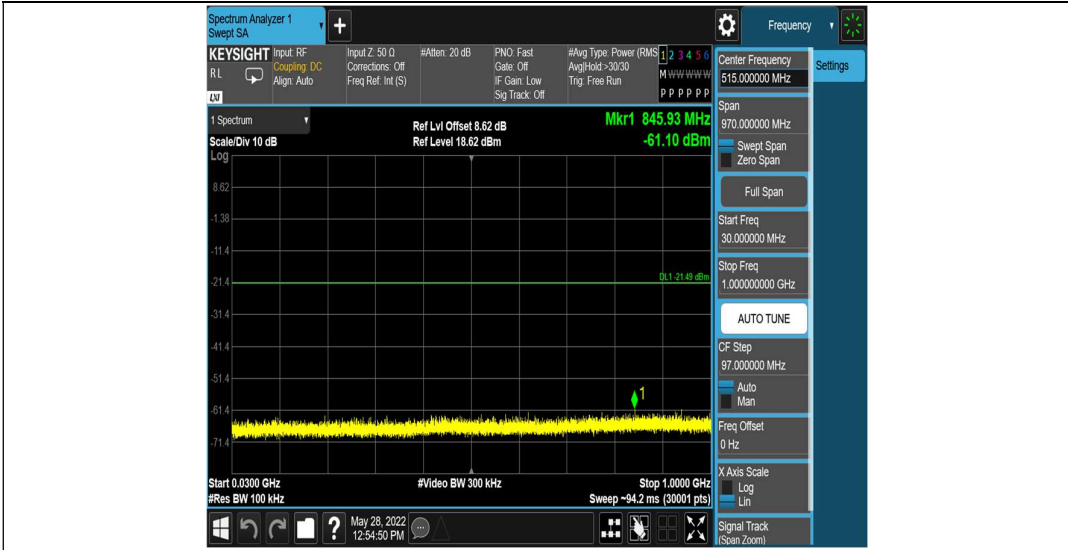 Spectrum Analyzer 1
Swept SA
+
Frequency
KEYSIGHT
RL
LXI
Input: RF
Coupling: DC
Align: Auto
Input Z: 50 Ω
Corrections: Off
Freq Ref: Int (S)
#Atten: 20 dB
PNO: Fast
Gate: Off
IF Gain: Low
Sig Track: Off
#Avg Type: Power (RMS
Avg|Hold:>30/30
Trig: Free Run
1 2 3 4 5 6
M W W W W W
P P P P P P
1 Spectrum
Scale/Div 10 dB
Ref Lvl Offset 8.62 dB
Ref Level 18.62 dBm
Mkr1 845.93 MHz
-61.10 dBm
Log
8.62
-1.38
-11.4
DL1 -21.49 dBm
-21.4
-31.4
-41.4
-51.4
1
-61.4
-71.4
Start 0.0300 GHz
#Video BW 300 kHz
Stop 1.0000 GHz
#Res BW 100 kHz
Sweep ~94.2 ms (30001 pts)
?
May 28, 2022
12:54:50 PM
Center Frequency
515.000000 MHz
Settings
Span
970.000000 MHz
Swept Span
Zero Span
Full Span
Start Freq
30.000000 MHz
Stop Freq
1.000000000 GHz
AUTO TUNE
CF Step
97.000000 MHz
Auto
Man
Freq Offset
0 Hz
X Axis Scale
Log
Lin
Signal Track
(Span Zoom)